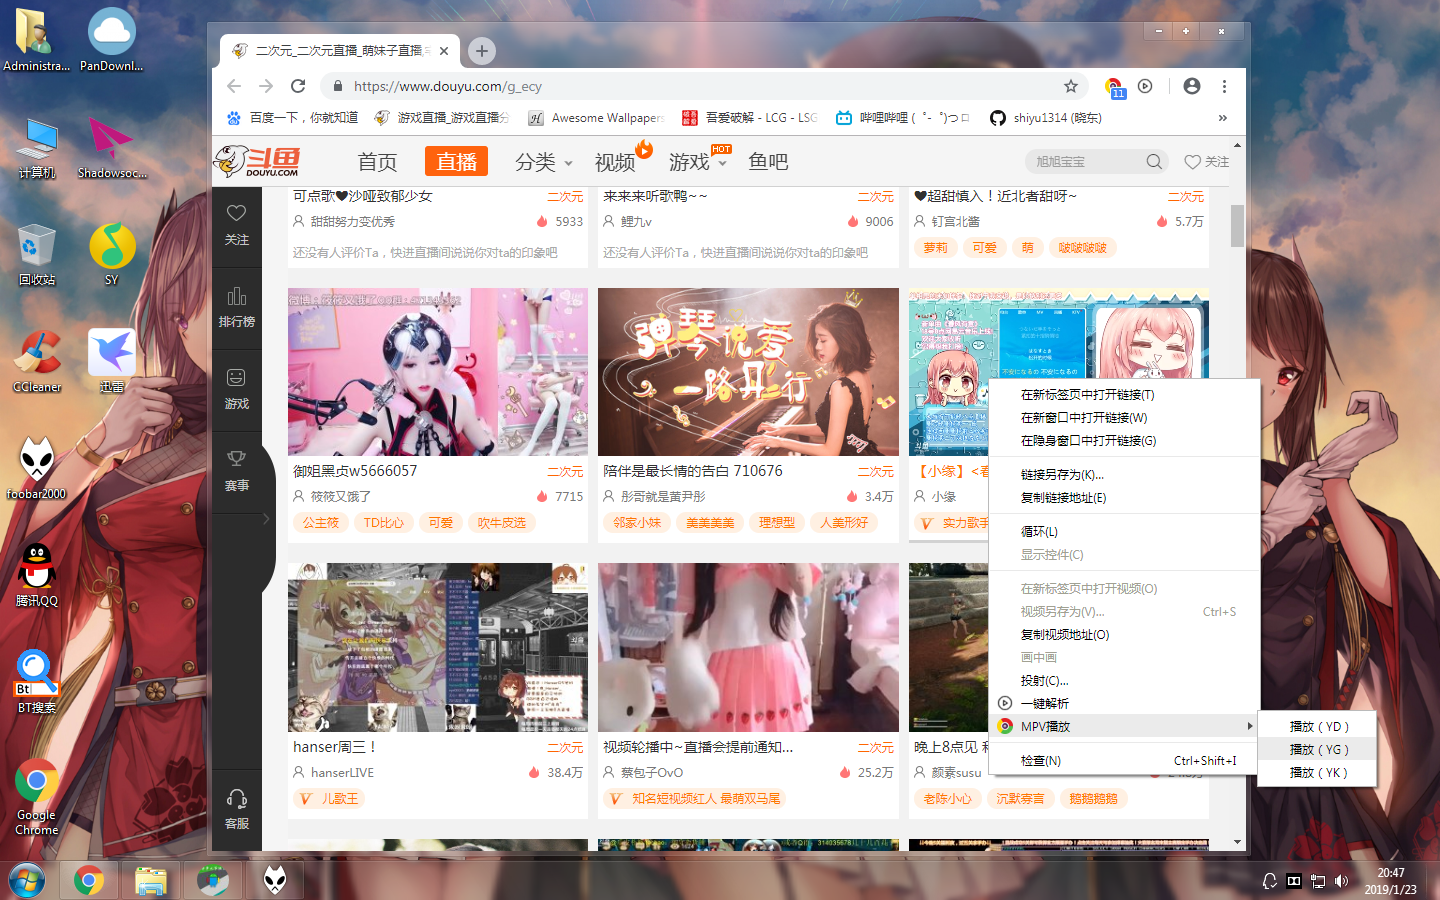 Administra...
PanDownl...
计算机
Shadowsoc...
回收站
SY
CCleaner
迅雷
foobar2000
腾讯QQ
Bt
BT搜索
Google
Chrome
二次元_二次元直播_萌妹子直播
https://www.douyu.com/g_ecy
11
百度一下，你就知道
游戏直播_游戏直播分
Awesome Wallpapers
吾爱破解 - LCG - LSG
哔哩哔哩 ( ゜- ゜)つロ
shiyu1314 (晓东)
»
斗鱼
DOUYU.COM
首页
直播
分类
视频
游戏
HOT
鱼吧
旭旭宝宝
关注
关注
排行榜
游戏
赛事
客服
可点歌♥沙哑致郁少女
二次元
甜甜努力变优秀
5933
还没有人评价Ta，快进直播间说说你对ta的印象吧
来来来听歌鸭~~
二次元
鲤九v
9006
还没有人评价Ta，快进直播间说说你对ta的印象吧
♥超甜慎入！近北者甜呀~
二次元
钉宫北酱
5.7万
萝莉
可爱
萌
啵啵啵啵
御姐黑贞w5666057
二次元
筱筱又饿了
7715
公主筱
TD比心
可爱
吹牛皮选
弹琴说爱
一路开行
陪伴是最长情的告白 710676
二次元
彤哥就是黄尹彤
3.4万
邻家小妹
美美美美
理想型
人美形好
【小缘】<看
小缘
实力歌手
hanser周三！
二次元
hanserLIVE
38.4万
儿歌王
视频轮播中~直播会提前通知...
二次元
蔡包子OvO
25.2万
知名短视频红人 最萌双马尾
晚上8点见 和
颜素susu
老陈小心
沉默寡言
鹅鹅鹅鹅
在新标签页中打开链接(T)
在新窗口中打开链接(W)
在隐身窗口中打开链接(G)
链接另存为(K)...
复制链接地址(E)
循环(L)
显示控件(C)
在新标签页中打开视频(O)
视频另存为(V)...
Ctrl+S
复制视频地址(O)
画中画
投射(C)...
一键解析
MPV播放
检查(N)
Ctrl+Shift+I
播放（YD）
播放（YG）
播放（YK）
20:47
2019/1/23